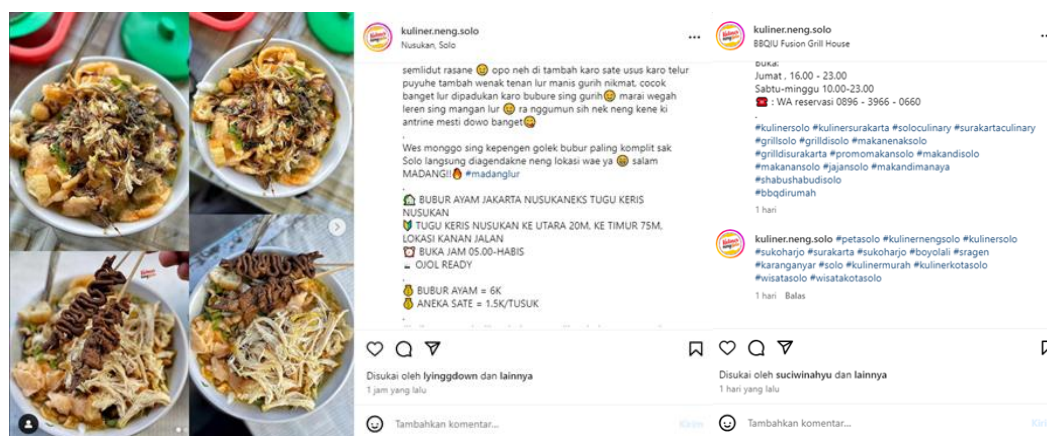 kuliner.neng.solo
Nusukan, Solo
semlidut rasane 😄 opo neh di tambah karo sate usus karo telur
puyuhe tambah wenak tenan lur manis gurih nikmat, cocok
banget lur dipadukan karo bubure sing gurih😄 marai wegah
leren sing mangan lur 😄 ra nggumun sih nek neng kene ki
antrine mesti dowo banget😋
.
Wes monggo sing kepengen golek bubur paling komplit sak
Solo langsung diagendakne neng lokasi wae ya 😁 salam
MADANG!!🔥 #madanglur
.
🏠 BUBUR AYAM JAKARTA NUSUKANEKS TUGU KERIS
NUSUKAN
🔰 TUGU KERIS NUSUKAN KE UTARA 20M, KE TIMUR 75M,
LOKASI KANAN JALAN
⏰ BUKA JAM 05.00-HABIS
OJOL READY
.
💰 BUBUR AYAM = 6K
💰 ANEKA SATE = 1.5K/TUSUK
Disukai oleh lyinggdown dan lainnya
1 jam yang lalu
Tambahkan komentar...
Kirim
kuliner.neng.solo
BBQIU Fusion Grill House
Buka:
Jumat , 16.00 - 23.00
Sabtu-minggu 10.00-23.00
☎ : WA reservasi 0896 - 3966 - 0660
.
#kulinersolo #kulinersurakarta #soloculinary #surakartaculinary
#grillsolo #grilldisolo #makanenaksolo
#grilldisurakarta #promomakansolo #makandisolo
#makanansolo #jajansolo #makandimanaya
#shabushabudisolo
#bbqdirumah
1 hari
kuliner.neng.solo #petasolo #kulinernengsolo #kulinersolo
#sukoharjo #surakarta #sukoharjo #boyolali #sragen
#karanganyar #solo #kulinermurah #kulinerkotasolo
#wisatasolo #wisatakotasolo
1 hari Balas
Disukai oleh suciwinahyu dan lainnya
1 hari yang lalu
Tambahkan komentar...